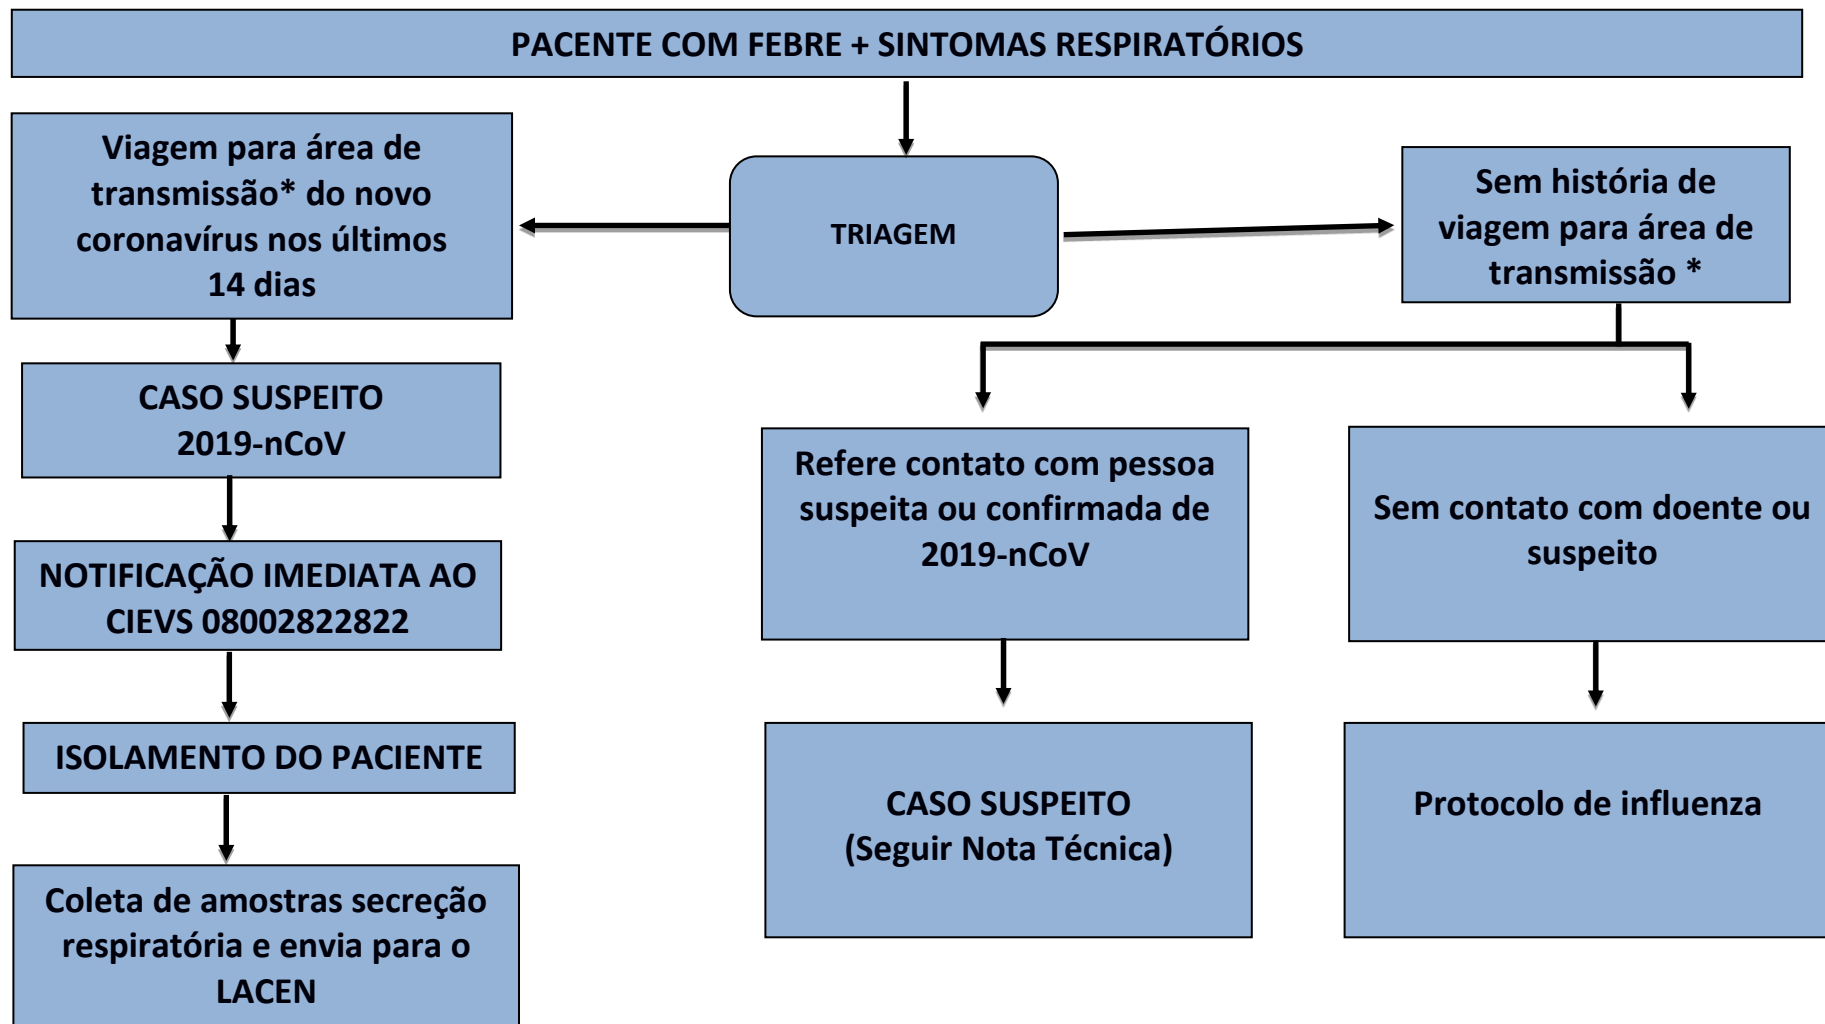 PACENTE COM FEBRE + SINTOMAS RESPIRATÓRIOS
Viagem para área de
transmissão* do novo
coronavírus nos últimos
14 dias
TRIAGEM
Sem história de
viagem para área de
transmissão *
CASO SUSPEITO
2019-nCoV
NOTIFICAÇÃO IMEDIATA AO
CIEVS 08002822822
ISOLAMENTO DO PACIENTE
Coleta de amostras secreção
respiratória e envia para o
LACEN
Refere contato com pessoa
suspeita ou confirmada de
2019-nCoV
Sem contato com doente ou
suspeito
CASO SUSPEITO
(Seguir Nota Técnica)
Protocolo de influenza